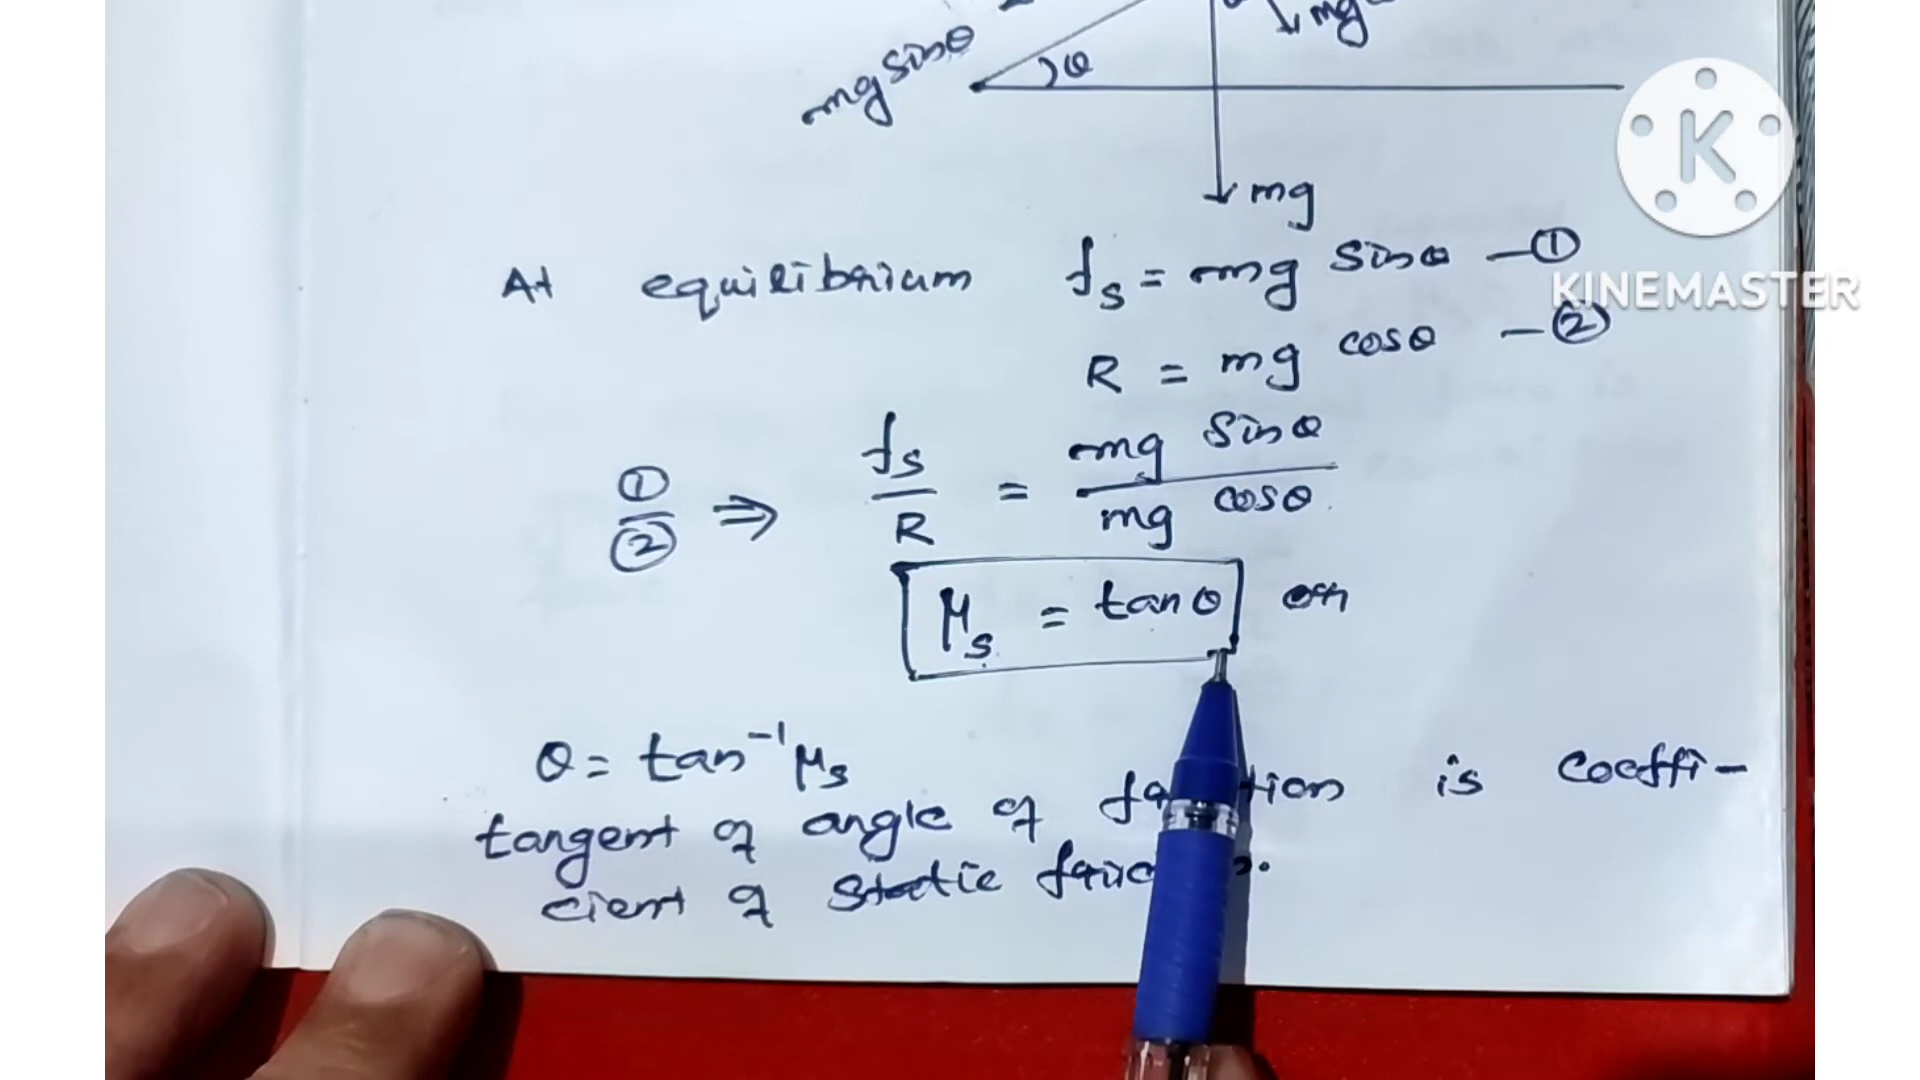 mg sinθ
θ
mg
mg
At equilibrium fs = mg sinθ —①
R = mg cosθ —②
KINEMASTER
①/② ⇒ fs/R = mg sinθ / mg cosθ
μs = tanθ or
θ = tan⁻¹ μs
tangent of angle of is coeffi-
cient of static